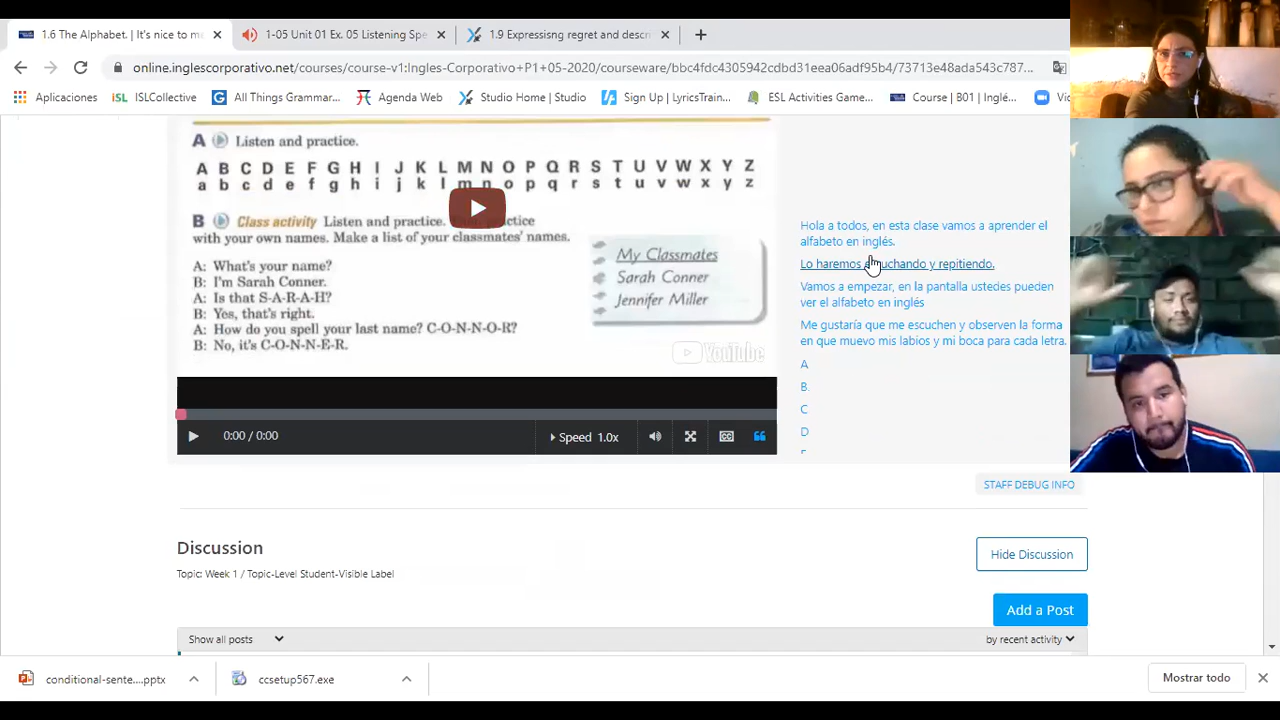 1.6 The Alphabet. | It's nice to me
1-05 Unit 01 Ex. 05 Listening Spe
1.9 Expressisng regret and descri
online.inglescorporativo.net/courses/course-v1:Ingles-Corporativo+P1+05-2020/courseware/bbc4fdc4315942cdbd31eea06adf95b4/73713e48ada543c787...
Aplicaciones
ISLCollective
All Things Grammar...
Agenda Web
Studio Home | Studio
Sign Up | LyricsTrain...
ESL Activities Game...
Course | B01 | Inglé...
A Listen and practice.
A B C D E F G H I J K L M N O P Q R S T U V W X Y Z
a b c d e f g h i j k l m n o p q r s t u v w x y z
B Class activity Listen and practice. practice
with your own names. Make a list of your classmates' names.
A: What's your name?
B: I'm Sarah Conner.
A: Is that S-A-R-A-H?
B: Yes, that's right.
A: How do you spell your last name? C-O-N-N-O-R?
B: No, it's C-O-N-N-E-R.
My Classmates
Sarah Conner
Jennifer Miller
YouTube
0:00 / 0:00
Speed 1.0x
Hola a todos, en esta clase vamos a aprender el
alfabeto en inglés.
Lo haremos escuchando y repitiendo.
Vamos a empezar, en la pantalla ustedes pueden
ver el alfabeto en inglés
Me gustaría que me escuchen y observen la forma
en que muevo mis labios y mi boca para cada letra.
A
B.
C
D
STAFF DEBUG INFO
Discussion
Hide Discussion
Topic: Week 1 / Topic-Level Student-Visible Label
Add a Post
Show all posts
by recent activity
conditional-sente....pptx
ccsetup567.exe
Mostrar todo